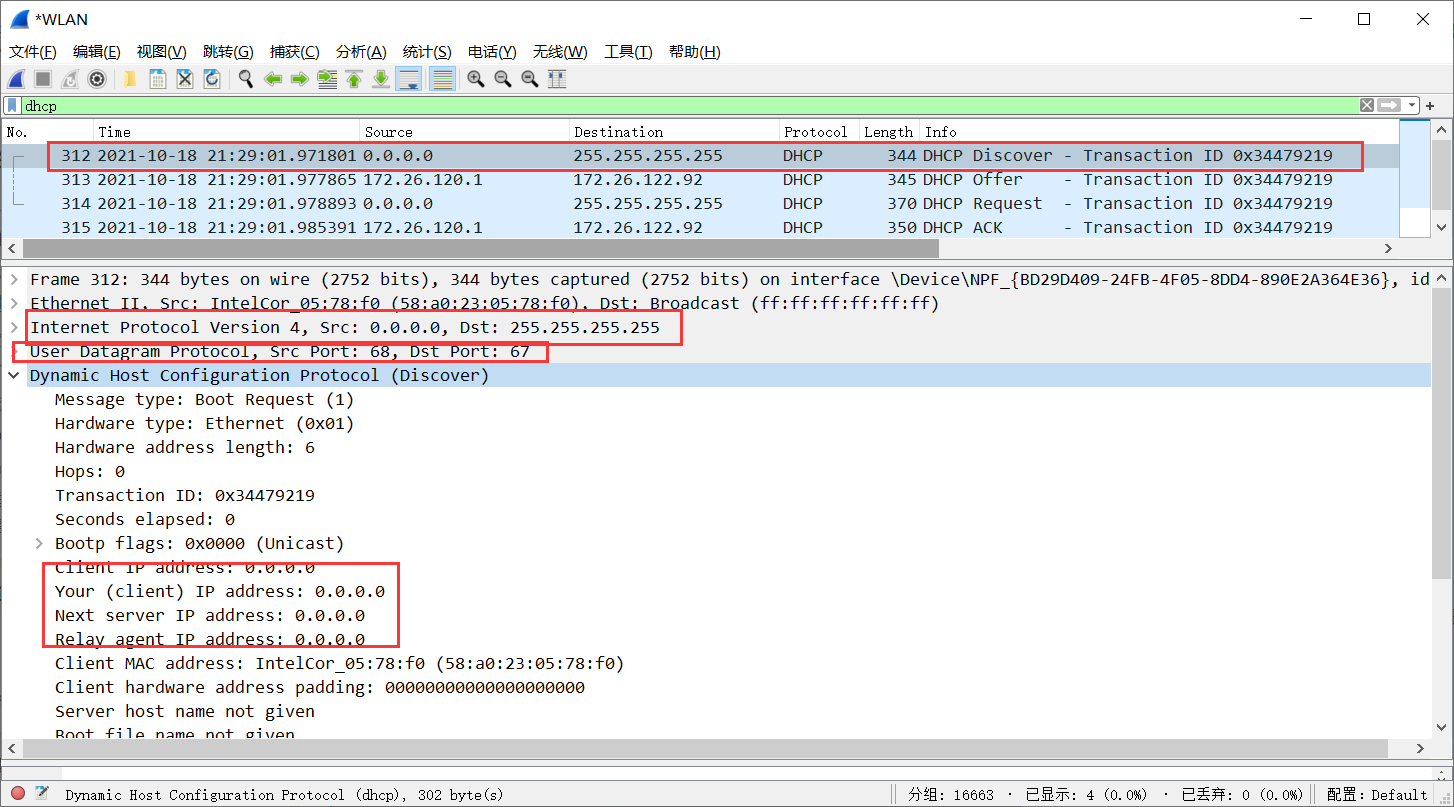 *WLAN
文件(F) 编辑(E) 视图(V) 跳转(G) 捕获(C) 分析(A) 统计(S) 电话(Y) 无线(W) 工具(T) 帮助(H)
dhcp
No. Time Source Destination Protocol Length Info
312 2021-10-18 21:29:01.971801 0.0.0.0 255.255.255.255 DHCP 344 DHCP Discover - Transaction ID 0x34479219
313 2021-10-18 21:29:01.977865 172.26.120.1 172.26.122.92 DHCP 345 DHCP Offer - Transaction ID 0x34479219
314 2021-10-18 21:29:01.978893 0.0.0.0 255.255.255.255 DHCP 370 DHCP Request - Transaction ID 0x34479219
315 2021-10-18 21:29:01.985391 172.26.120.1 172.26.122.92 DHCP 350 DHCP ACK - Transaction ID 0x34479219
Frame 312: 344 bytes on wire (2752 bits), 344 bytes captured (2752 bits) on interface \Device\NPF_{BD29D409-24FB-4F05-8DD4-890E2A364E36}, id
Ethernet II, Src: IntelCor_05:78:f0 (58:a0:23:05:78:f0), Dst: Broadcast (ff:ff:ff:ff:ff:ff)
Internet Protocol Version 4, Src: 0.0.0.0, Dst: 255.255.255.255
User Datagram Protocol, Src Port: 68, Dst Port: 67
Dynamic Host Configuration Protocol (Discover)
Message type: Boot Request (1)
Hardware type: Ethernet (0x01)
Hardware address length: 6
Hops: 0
Transaction ID: 0x34479219
Seconds elapsed: 0
Bootp flags: 0x0000 (Unicast)
Client IP address: 0.0.0.0
Your (client) IP address: 0.0.0.0
Next server IP address: 0.0.0.0
Relay agent IP address: 0.0.0.0
Client MAC address: IntelCor_05:78:f0 (58:a0:23:05:78:f0)
Client hardware address padding: 00000000000000000000
Server host name not given
Boot file name not given
Dynamic Host Configuration Protocol (dhcp), 302 byte(s) 分组: 16663 · 已显示: 4 (0.0%) · 已丢弃: 0 (0.0%) 配置: Default